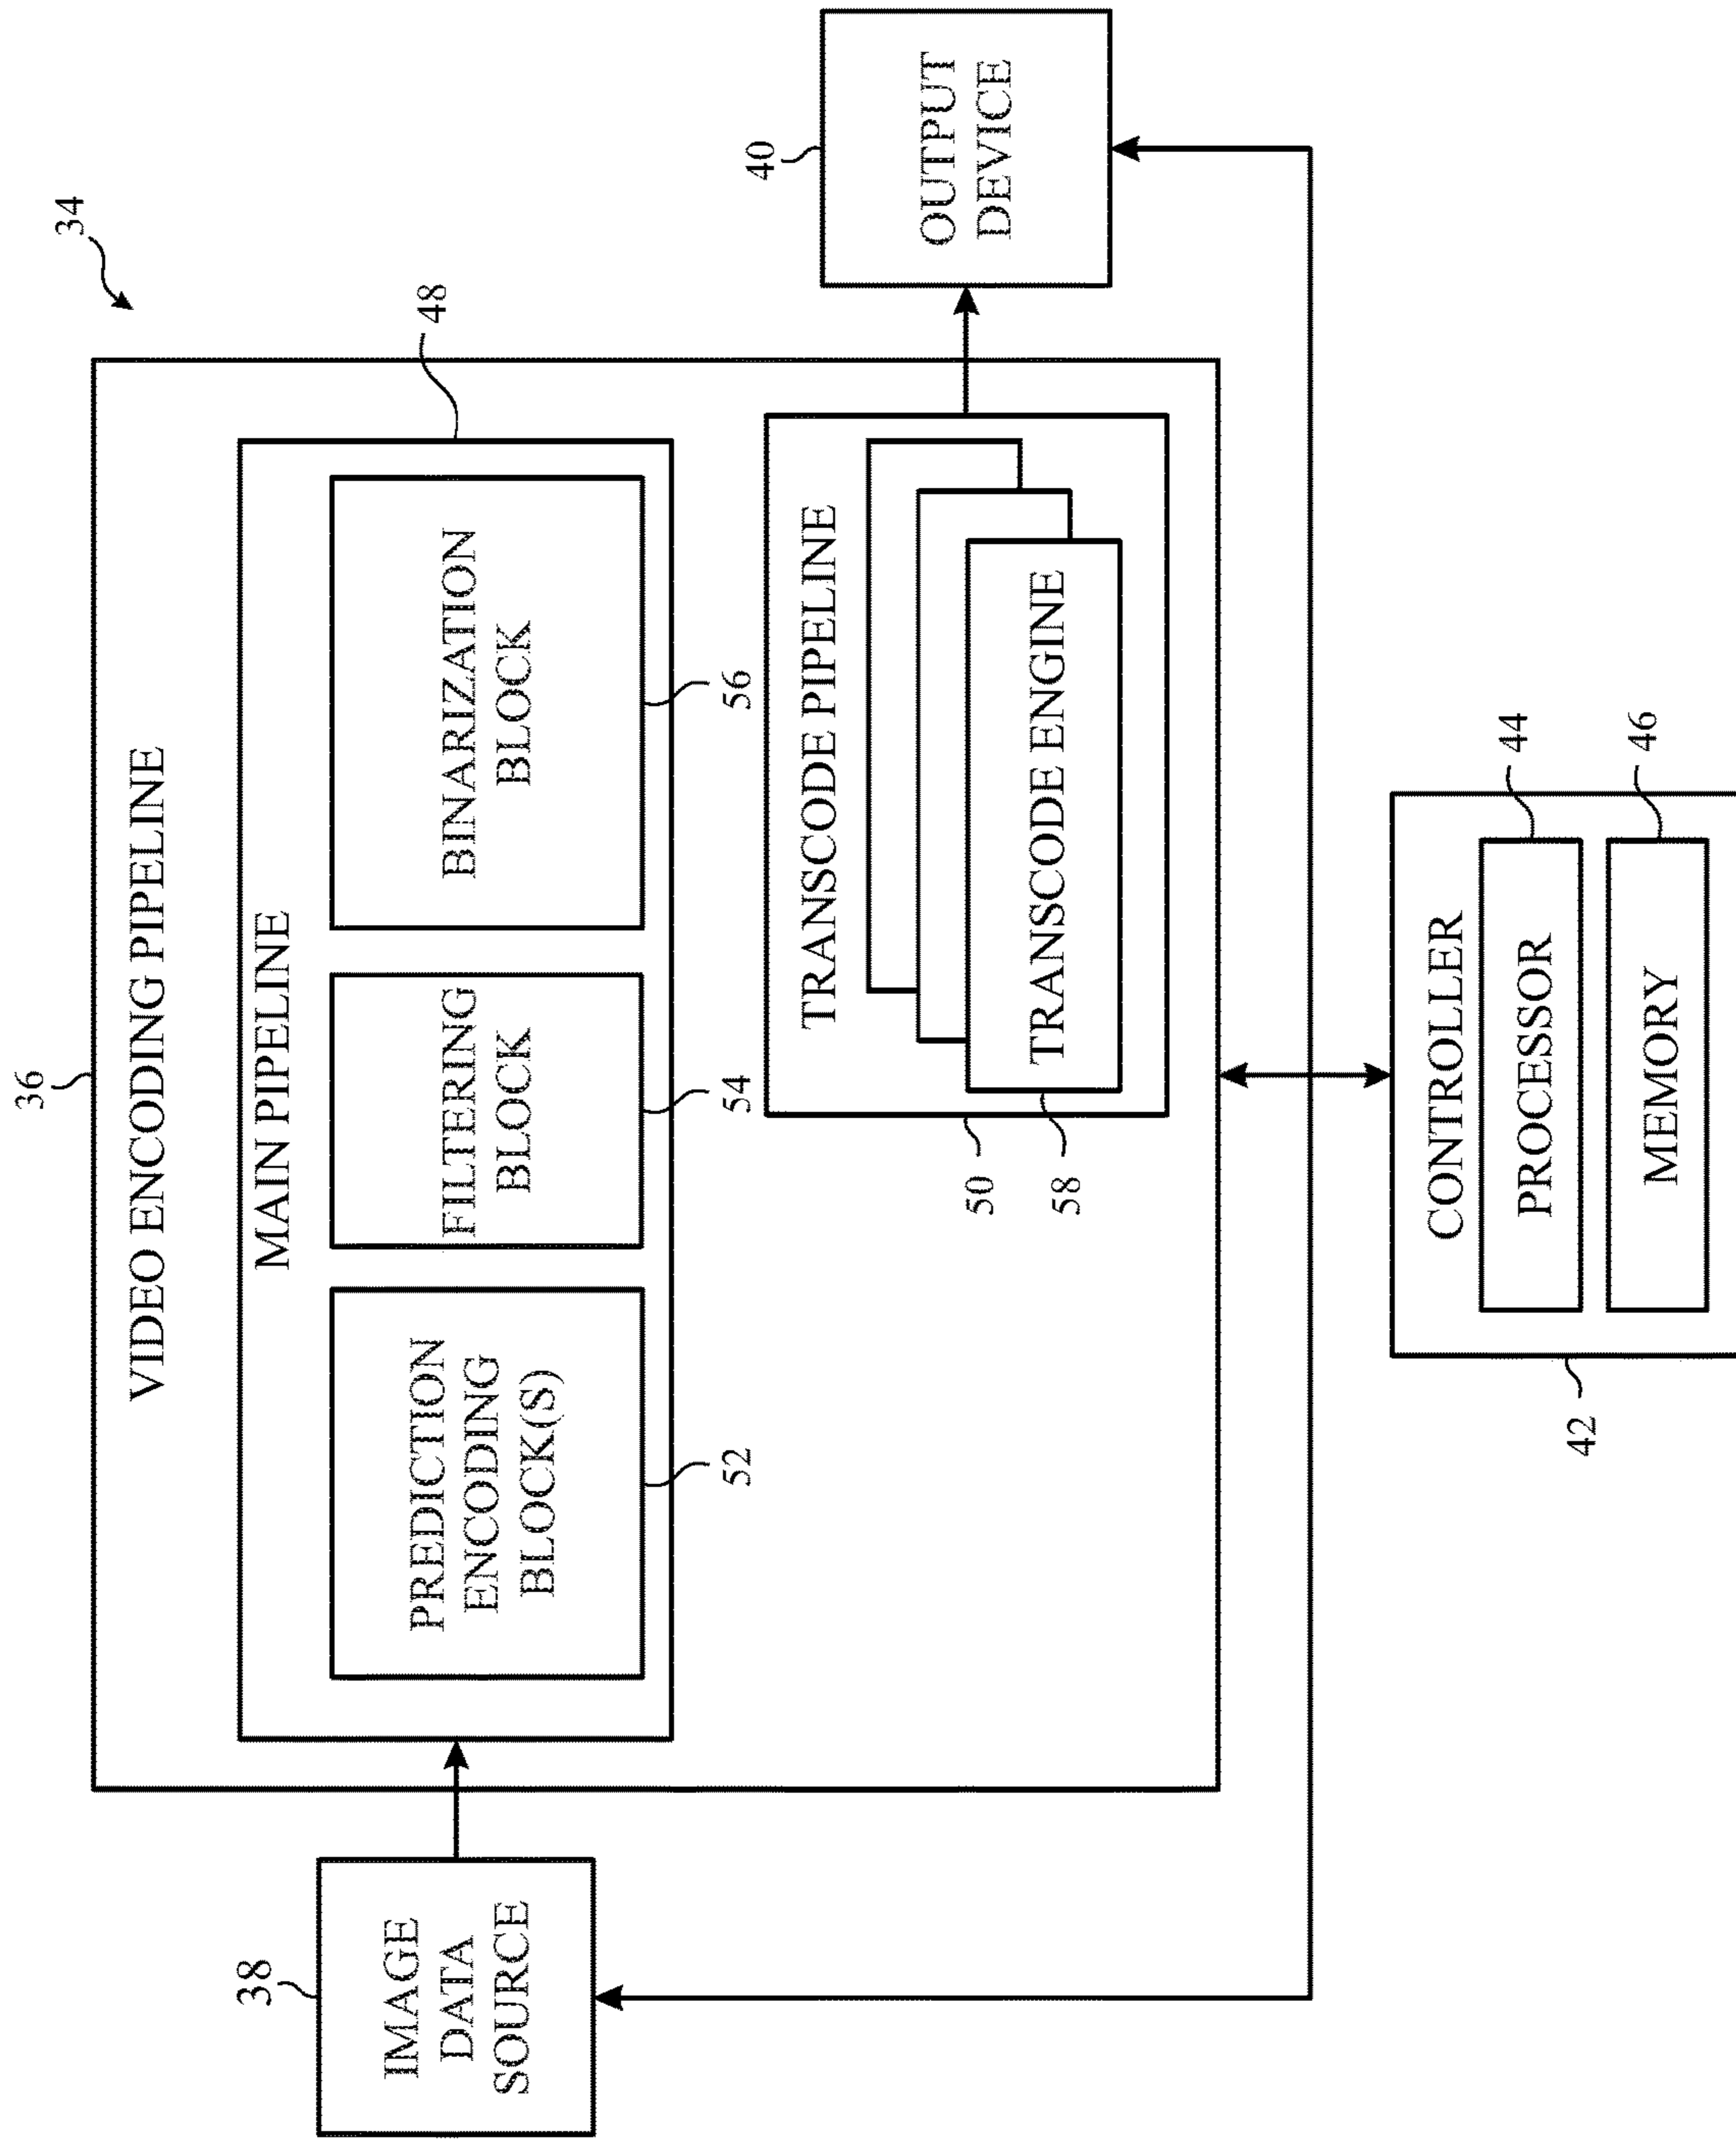 34
36
VIDEO ENCODING PIPELINE
MAIN PIPELINE
48
38
IMAGE
DATA
SOURCE
PREDICTION
ENCODING
BLOCK(S)
52
FILTERING
BLOCK
54
BINARIZATION
BLOCK
56
TRANSCODE PIPELINE
TRANSCODE ENGINE
50
58
40
OUTPUT
DEVICE
42
CONTROLLER
PROCESSOR
44
MEMORY
46